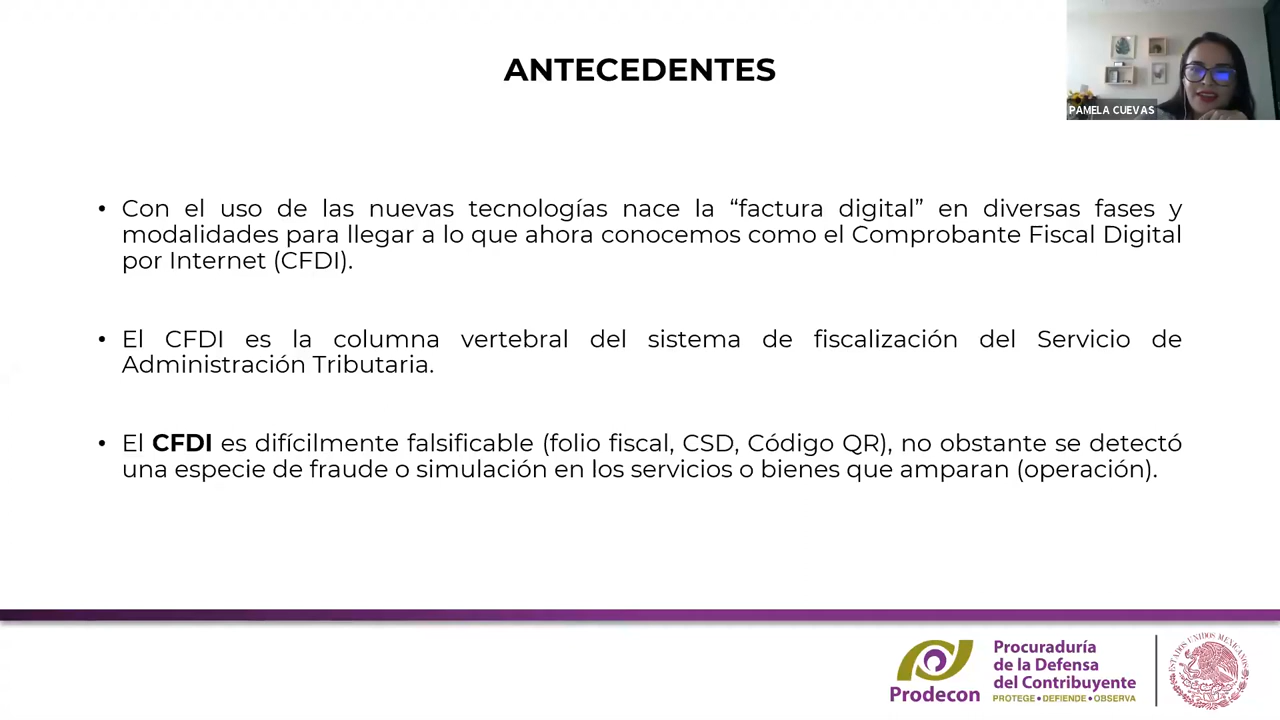 ANTECEDENTES
PAMELA CUEVAS
• Con el uso de las nuevas tecnologías nace la “factura digital” en diversas fases y
modalidades para llegar a lo que ahora conocemos como el Comprobante Fiscal Digital
por Internet (CFDI).
• El CFDI es la columna vertebral del sistema de fiscalización del Servicio de
Administración Tributaria.
• El CFDI es difícilmente falsificable (folio fiscal, CSD, Código QR), no obstante se detectó
una especie de fraude o simulación en los servicios o bienes que amparan (operación).
Prodecon
Procuraduría
de la Defensa
del Contribuyente
PROTEGE • DEFIENDE • OBSERVA
ESTADOS UNIDOS MEXICANOS